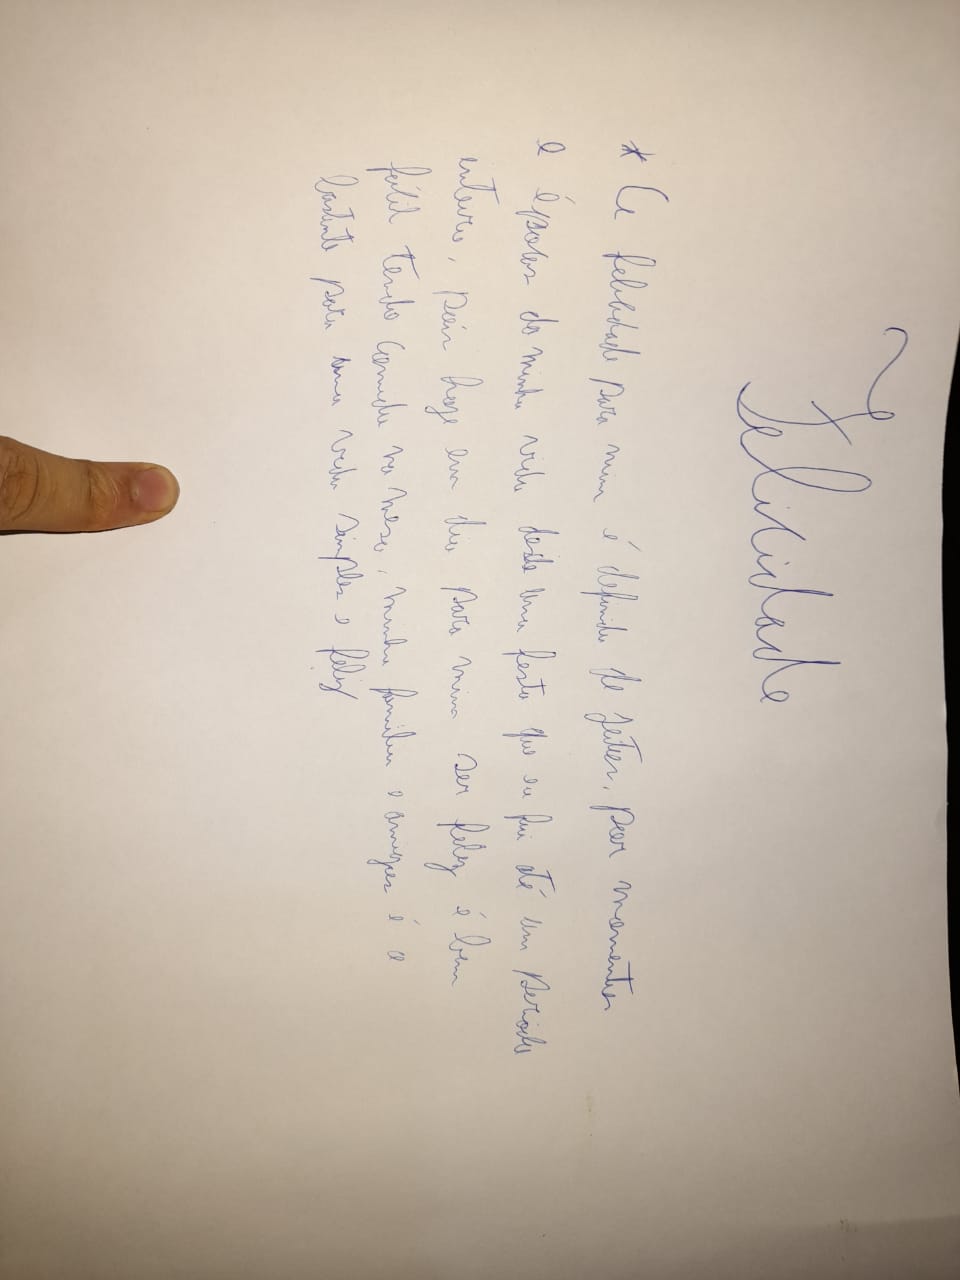 Felicidade
* A felicidade para mim é definida de jeitos, por momentos
e épocas da minha vida desde uma festa que eu fui até um período
inteiro, pois hoje em dia para mim ser feliz é bem
fácil tendo comida na mesa, minha família e amigos é o
bastante para uma vida simples e feliz